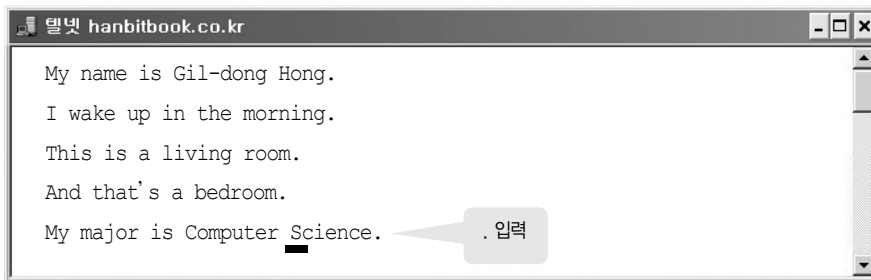 텔넷 hanbitbook.co.kr
My name is Gil-dong Hong.
I wake up in the morning.
This is a living room.
And that's a bedroom.
My major is Computer Science.
. 입력